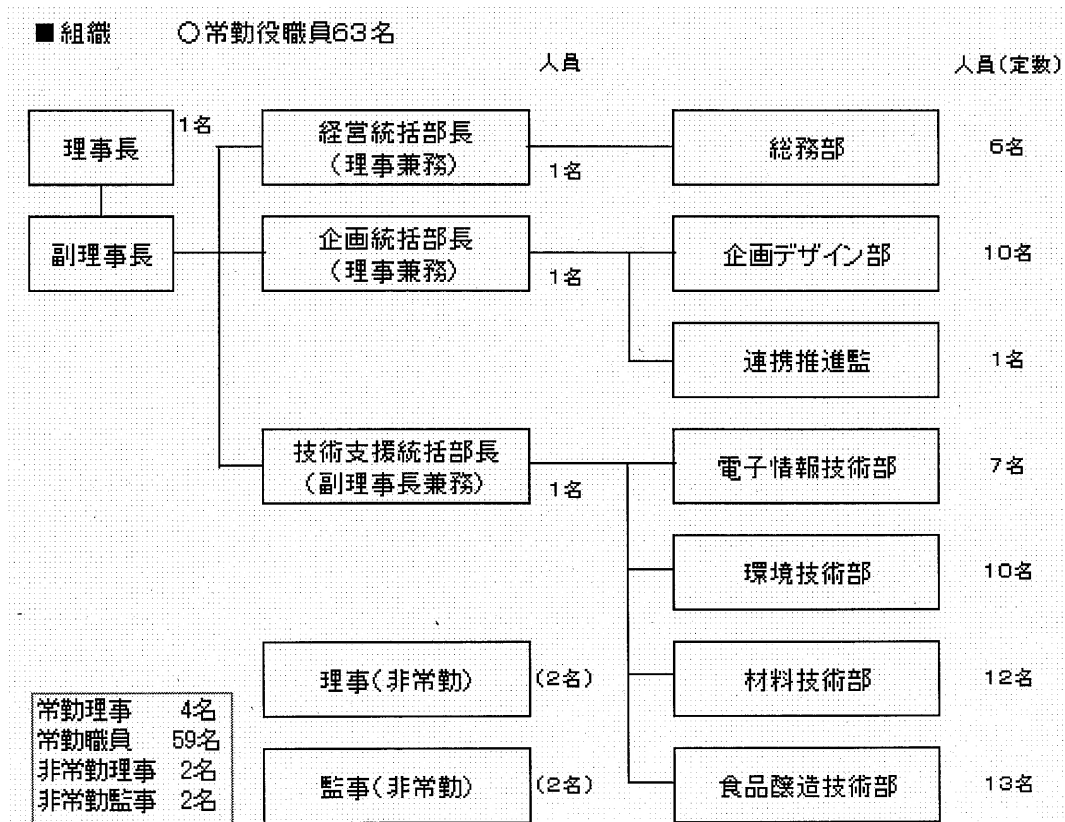 ■組織 ○常勤役職員63名
人員
人員(定数)
理事長
1名
経営統括部長
(理事兼務)
1名
総務部
6名
副理事長
企画統括部長
(理事兼務)
1名
企画デザイン部
10名
連携推進監
1名
技術支援統括部長
(副理事長兼務)
1名
電子情報技術部
7名
環境技術部
10名
理事(非常勤)
(2名)
材料技術部
12名
監事(非常勤)
(2名)
食品醸造技術部
13名
常勤理事 4名
常勤職員 59名
非常勤理事 2名
非常勤監事 2名